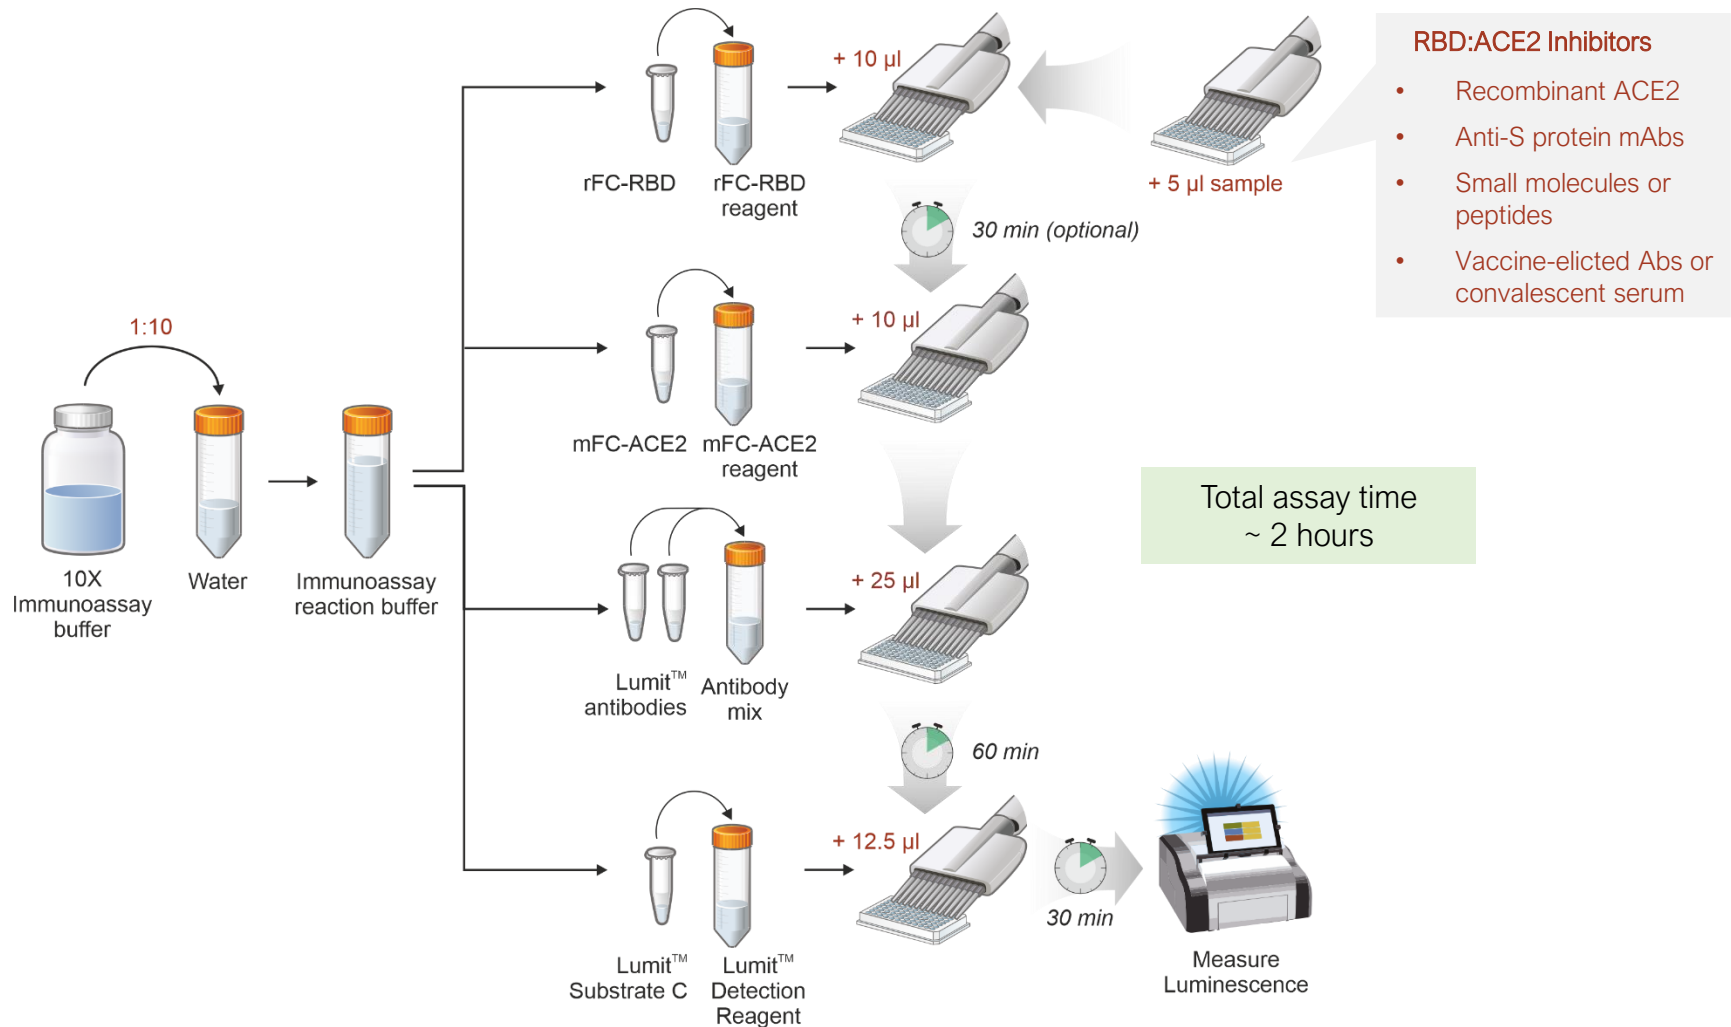 RBD:ACE2 Inhibitors
• Recombinant ACE2
• Anti-S protein mAbs
• Small molecules or
peptides
• Vaccine-elicted Abs or
convalescent serum
+ 10 µl
rFC-RBD
rFC-RBD
reagent
+ 5 µl sample
30 min (optional)
1:10
+ 10 µl
mFC-ACE2
mFC-ACE2
reagent
10X
Immunoassay
buffer
Water
Immunoassay
reaction buffer
Total assay time
~ 2 hours
+ 25 µl
Lumit™
antibodies
Antibody
mix
60 min
+ 12.5 µl
30 min
Lumit™
Substrate C
Lumit™
Detection
Reagent
Measure
Luminescence